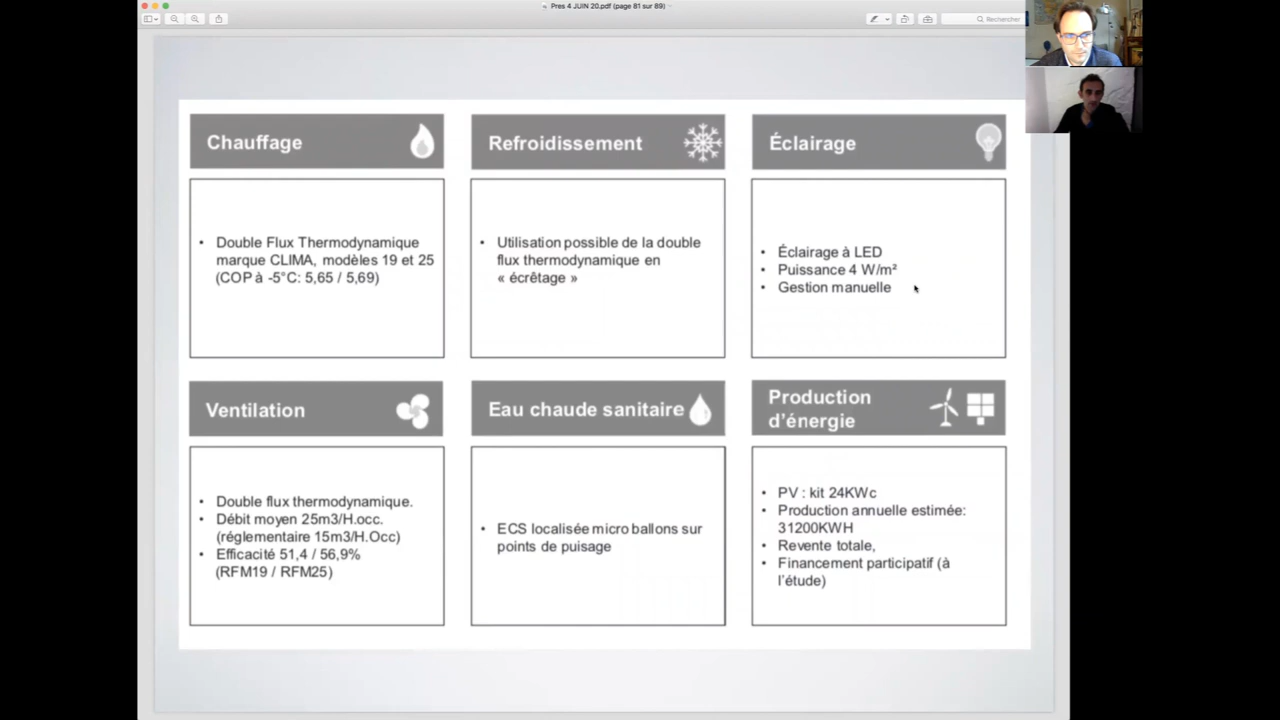 Pres 4 JUIN 20.pdf (page 81 sur 89)
Rechercher
Chauffage
Refroidissement
Éclairage
• Double Flux Thermodynamique
marque CLIMA, modèles 19 et 25
(COP à -5°C: 5,65 / 5,69)
• Utilisation possible de la double
flux thermodynamique en
« écrêtage »
• Éclairage à LED
• Puissance 4 W/m²
• Gestion manuelle
Ventilation
Eau chaude sanitaire
Production
d'énergie
• Double flux thermodynamique.
• Débit moyen 25m3/H.occ.
(réglementaire 15m3/H.Occ)
• Efficacité 51,4 / 56,9%
(RFM19 / RFM25)
• ECS localisée micro ballons sur
points de puisage
• PV : kit 24KWc
• Production annuelle estimée:
31200KWH
• Revente totale,
• Financement participatif (à
l'étude)